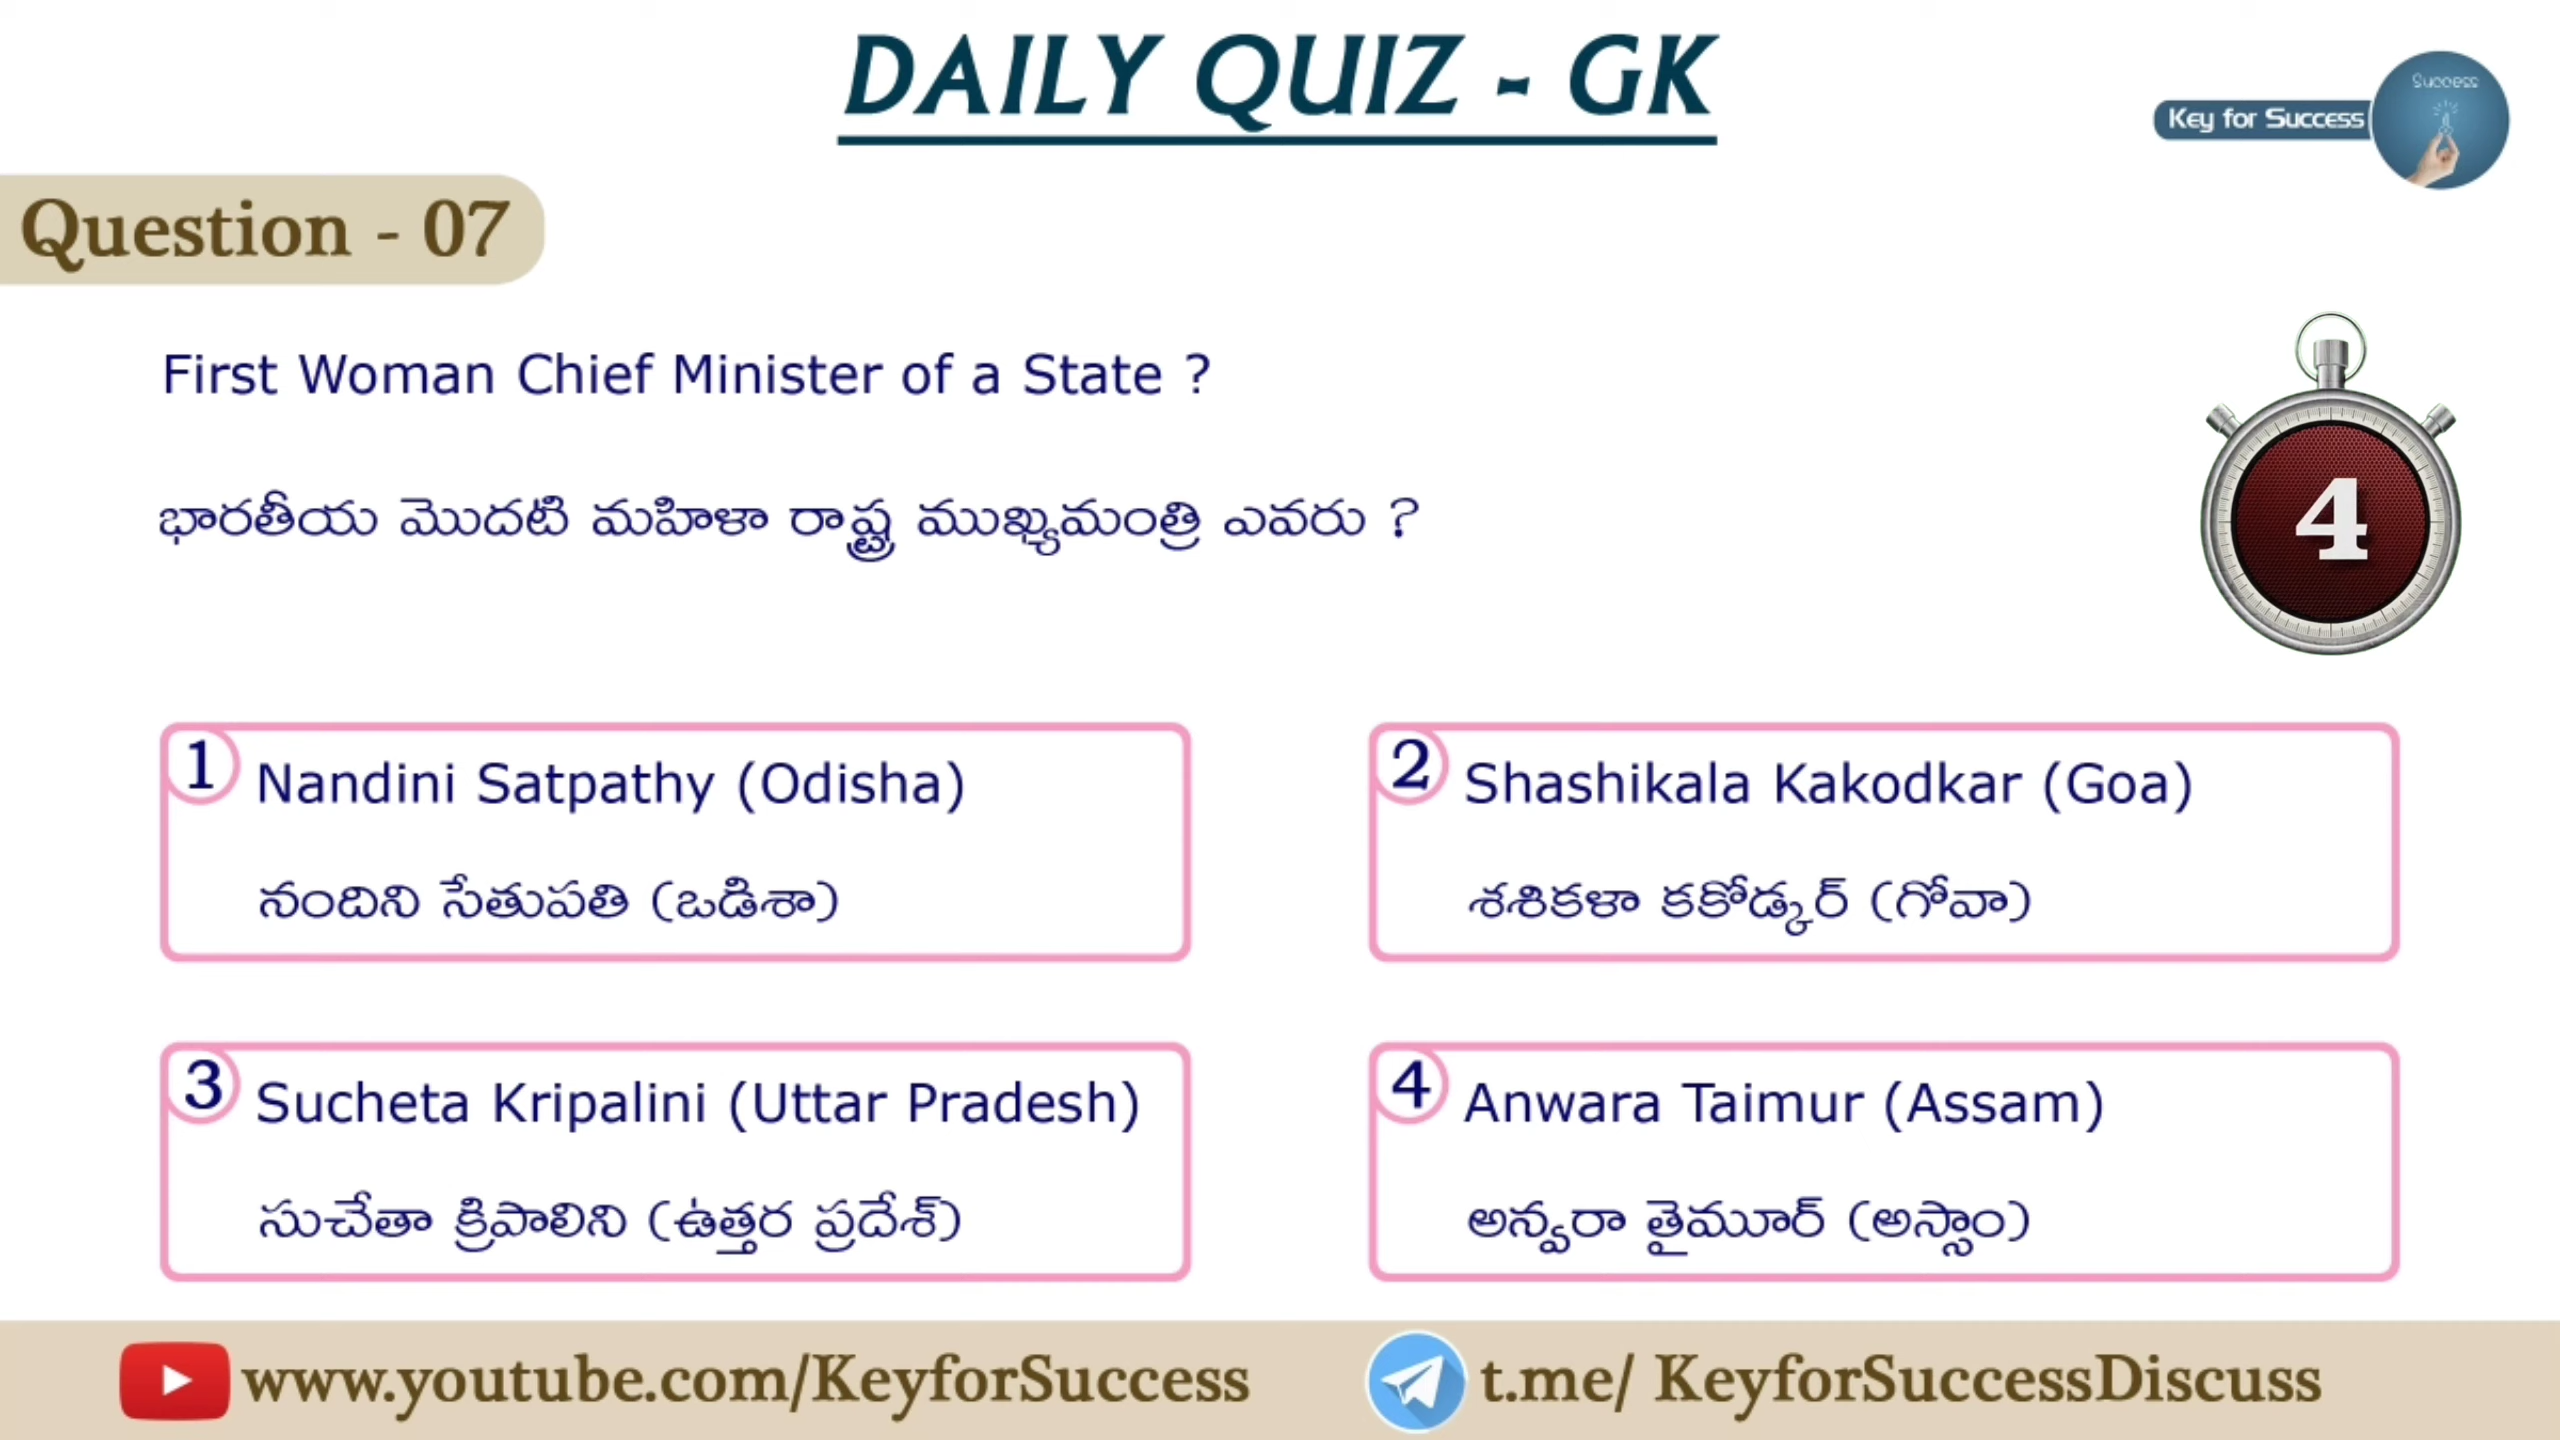 DAILY QUIZ - GK
Success
Key for Success
Question - 07
First Woman Chief Minister of a State ?
భారతీయ మొదటి మహిళా రాష్ట్ర ముఖ్యమంత్రి ఎవరు ?
4
1 Nandini Satpathy (Odisha)
నందిని సేతుపతి (ఒడిశా)
2 Shashikala Kakodkar (Goa)
శశికళా కకోడ్కర్ (గోవా)
3 Sucheta Kripalini (Uttar Pradesh)
సుచేతా క్రిపాలిని (ఉత్తర ప్రదేశ్)
4 Anwara Taimur (Assam)
అన్వరా తైమూర్ (అస్సాం)
www.youtube.com/KeyforSuccess
t.me/ KeyforSuccessDiscuss